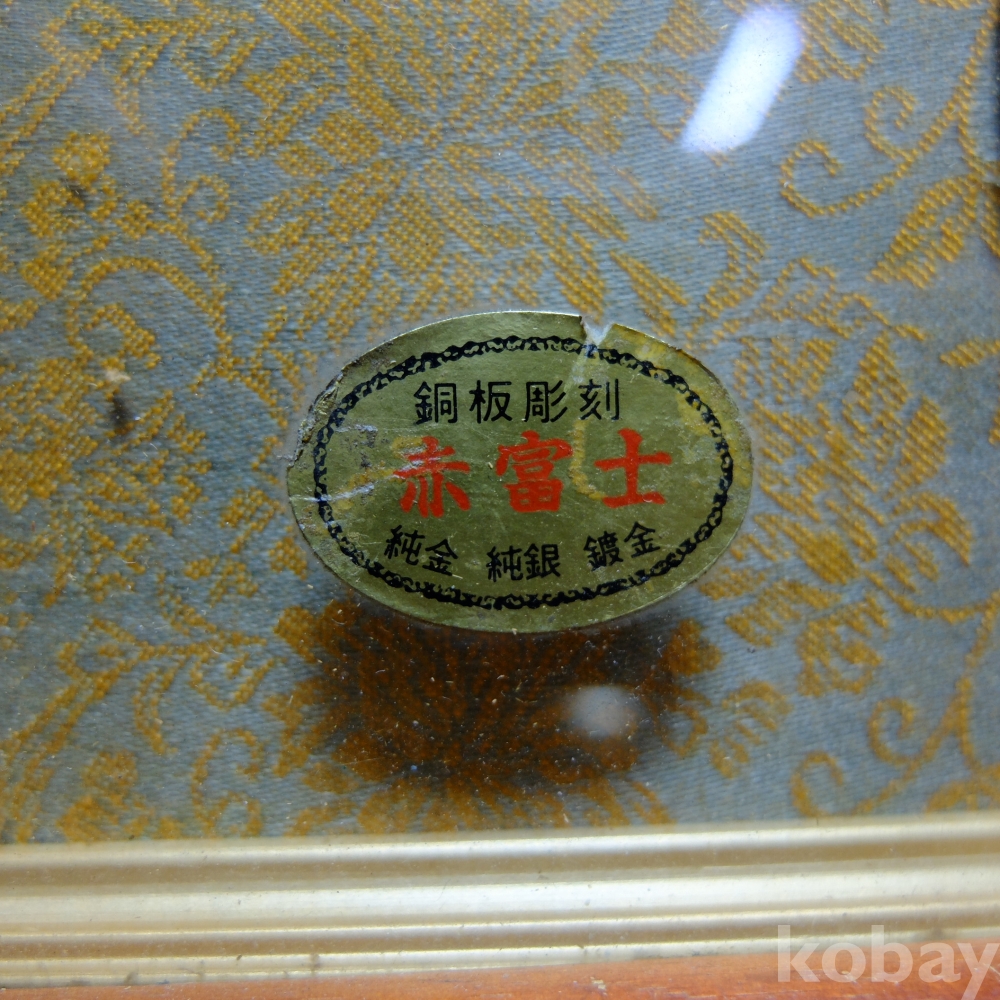 銅板彫刻
赤富士
純金 純銀 鍍金
kobay